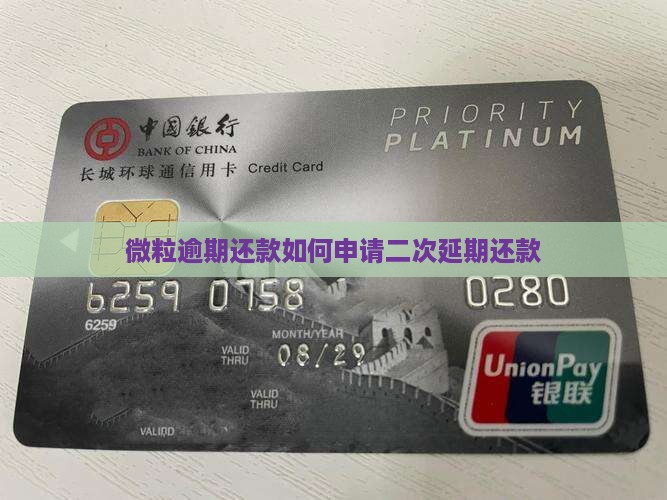 中国银行
BANK OF CHINA
长城环球通信用卡 Credit Card
PRIORITY
PLATINUM
微粒逾期还款如何申请二次延期还款
6259 0758 0280
6259
MONTH/YEAR
VALID
THRU
08/29
VALID
THRU
UnionPay
银联